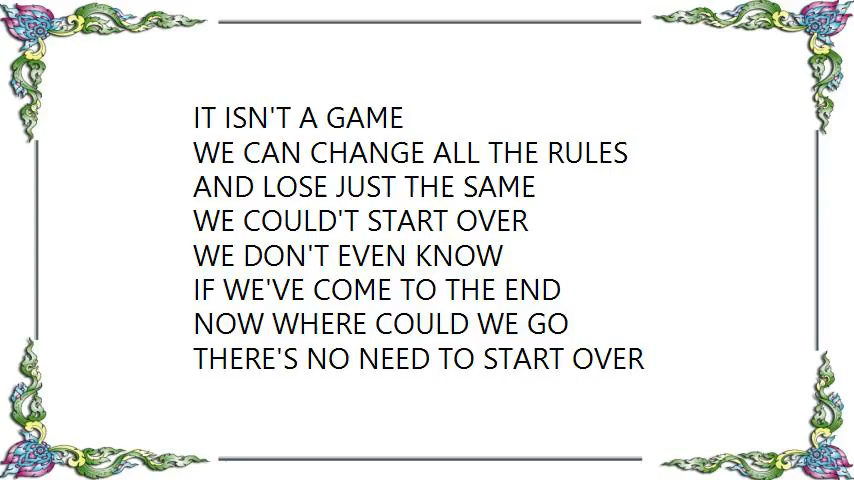 IT ISN'T A GAME
WE CAN CHANGE ALL THE RULES
AND LOSE JUST THE SAME
WE COULD'T START OVER
WE DON'T EVEN KNOW
IF WE'VE COME TO THE END
NOW WHERE COULD WE GO
THERE'S NO NEED TO START OVER